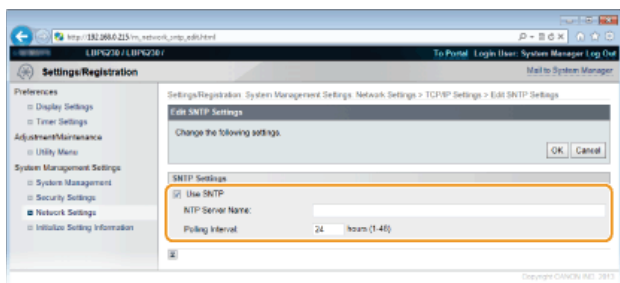 http://192.168.0.215/m_network_sntp_edit.html
LBP6230 / LBP6230 /
To Portal Login User: System Manager Log Out
Settings/Registration
Mail to System Manager
Preferences
Display Settings
Timer Settings
Adjustment/Maintenance
Utility Menu
System Management Settings
System Management
Security Settings
Network Settings
Initialize Setting Information
Settings/Registration: System Management Settings: Network Settings > TCP/IP Settings > Edit SNTP Settings
Edit SNTP Settings
Change the following settings.
OK Cancel
SNTP Settings
Use SNTP
NTP Server Name:
Polling Interval: 24 hours (1-48)
Copyright CANON INC. 2013